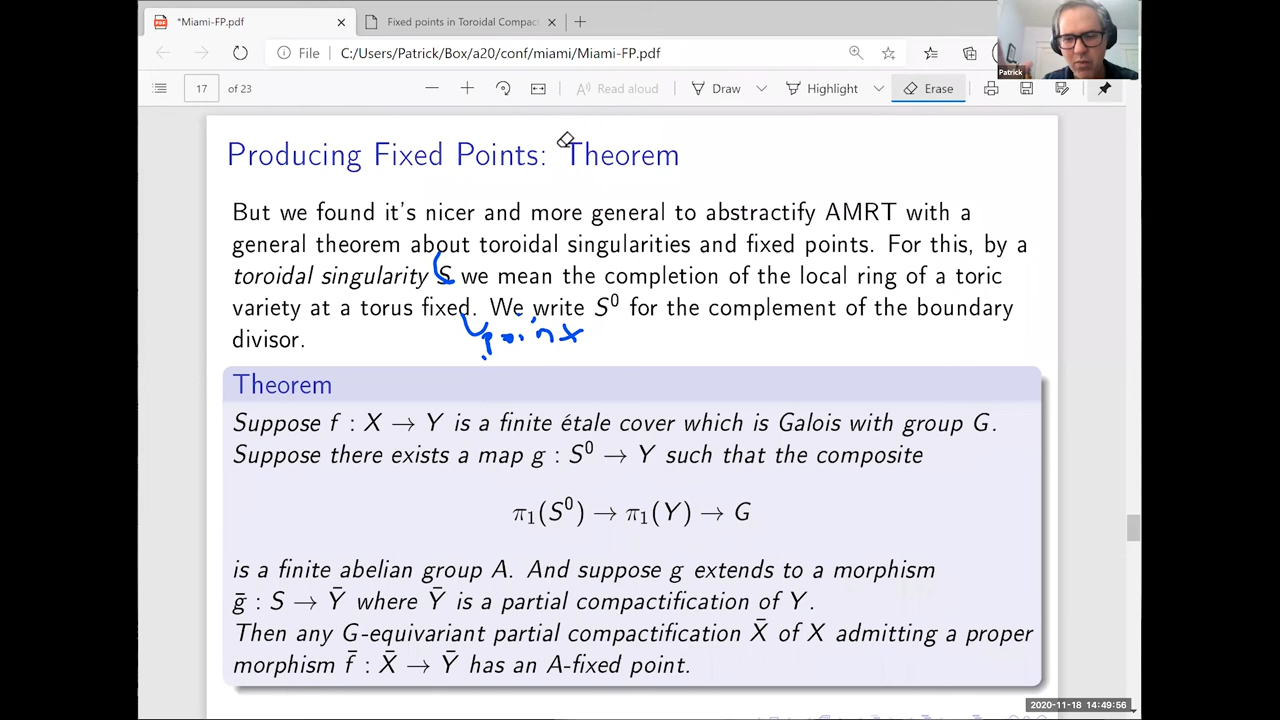 *Miami-FP.pdf
Fixed points in Toroidal Compac
File C:/Users/Patrick/Box/a20/conf/miami/Miami-FP.pdf
Patrick
17 of 23
Read aloud
Draw
Highlight
Erase
Producing Fixed Points: Theorem
But we found it's nicer and more general to abstractify AMRT with a
general theorem about toroidal singularities and fixed points. For this, by a
toroidal singularity S we mean the completion of the local ring of a toric
variety at a torus fixed. We write S⁰ for the complement of the boundary
point
divisor.
Theorem
Suppose f : X → Y is a finite étale cover which is Galois with group G.
Suppose there exists a map g : S⁰ → Y such that the composite
π₁(S⁰) → π₁(Y) → G
is a finite abelian group A. And suppose g extends to a morphism
ḡ : S → Ȳ where Ȳ is a partial compactification of Y.
Then any G-equivariant partial compactification X̄ of X admitting a proper
morphism f̄ : X̄ → Ȳ has an A-fixed point.
2020-11-18 14:49:56